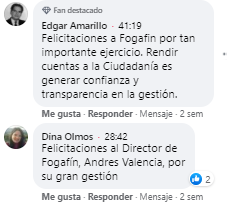 Fan destacado
Edgar Amarillo · 41:19
Felicitaciones a Fogafin por tan
importante ejercicio. Rendir
cuentas a la Ciudadanía es
generar confianza y
transparencia en la gestión.
Me gusta · Responder · Mensaje · 2 sem
Dina Olmos · 28:42
Felicitaciones al Director de
Fogafín, Andres Valencia, por
su gran gestión
2
Me gusta · Responder · Mensaje · 2 sem